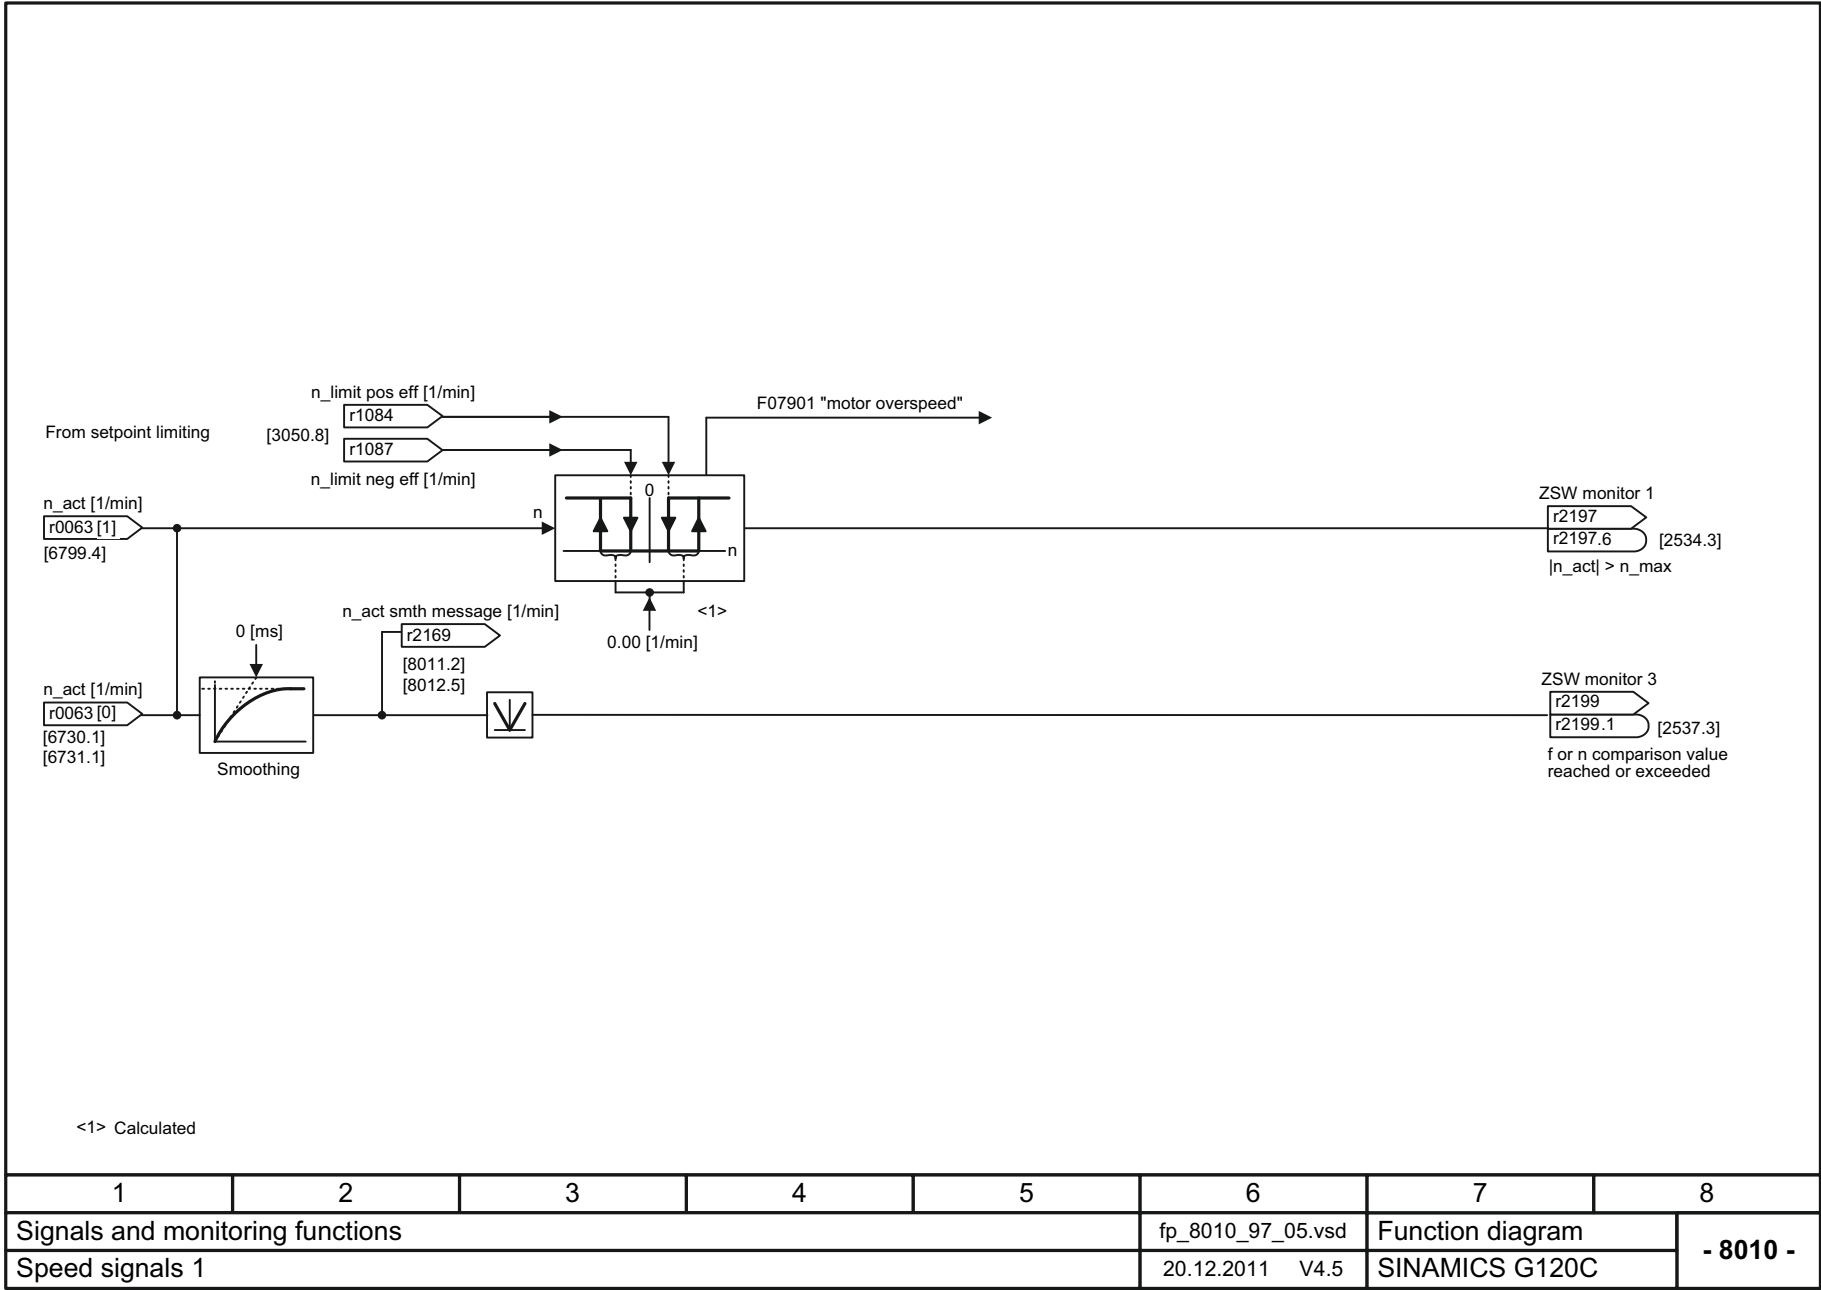 n_limit pos eff [1/min]
r1084
F07901 "motor overspeed"
From setpoint limiting
[3050.8]
r1087
n_limit neg eff [1/min]
n_act [1/min]
r0063 [1]
[6799.4]
n
0
n
ZSW monitor 1
r2197
r2197.6
[2534.3]
|n_act| > n_max
<1>
0.00 [1/min]
n_act smth message [1/min]
r2169
[8011.2]
[8012.5]
0 [ms]
n_act [1/min]
r0063 [0]
[6730.1]
[6731.1]
Smoothing
ZSW monitor 3
r2199
r2199.1
[2537.3]
f or n comparison value
reached or exceeded
<1> Calculated
1 2 3 4 5 6 7 8
Signals and monitoring functions
fp_8010_97_05.vsd
Function diagram
- 8010 -
Speed signals 1
20.12.2011 V4.5
SINAMICS G120C